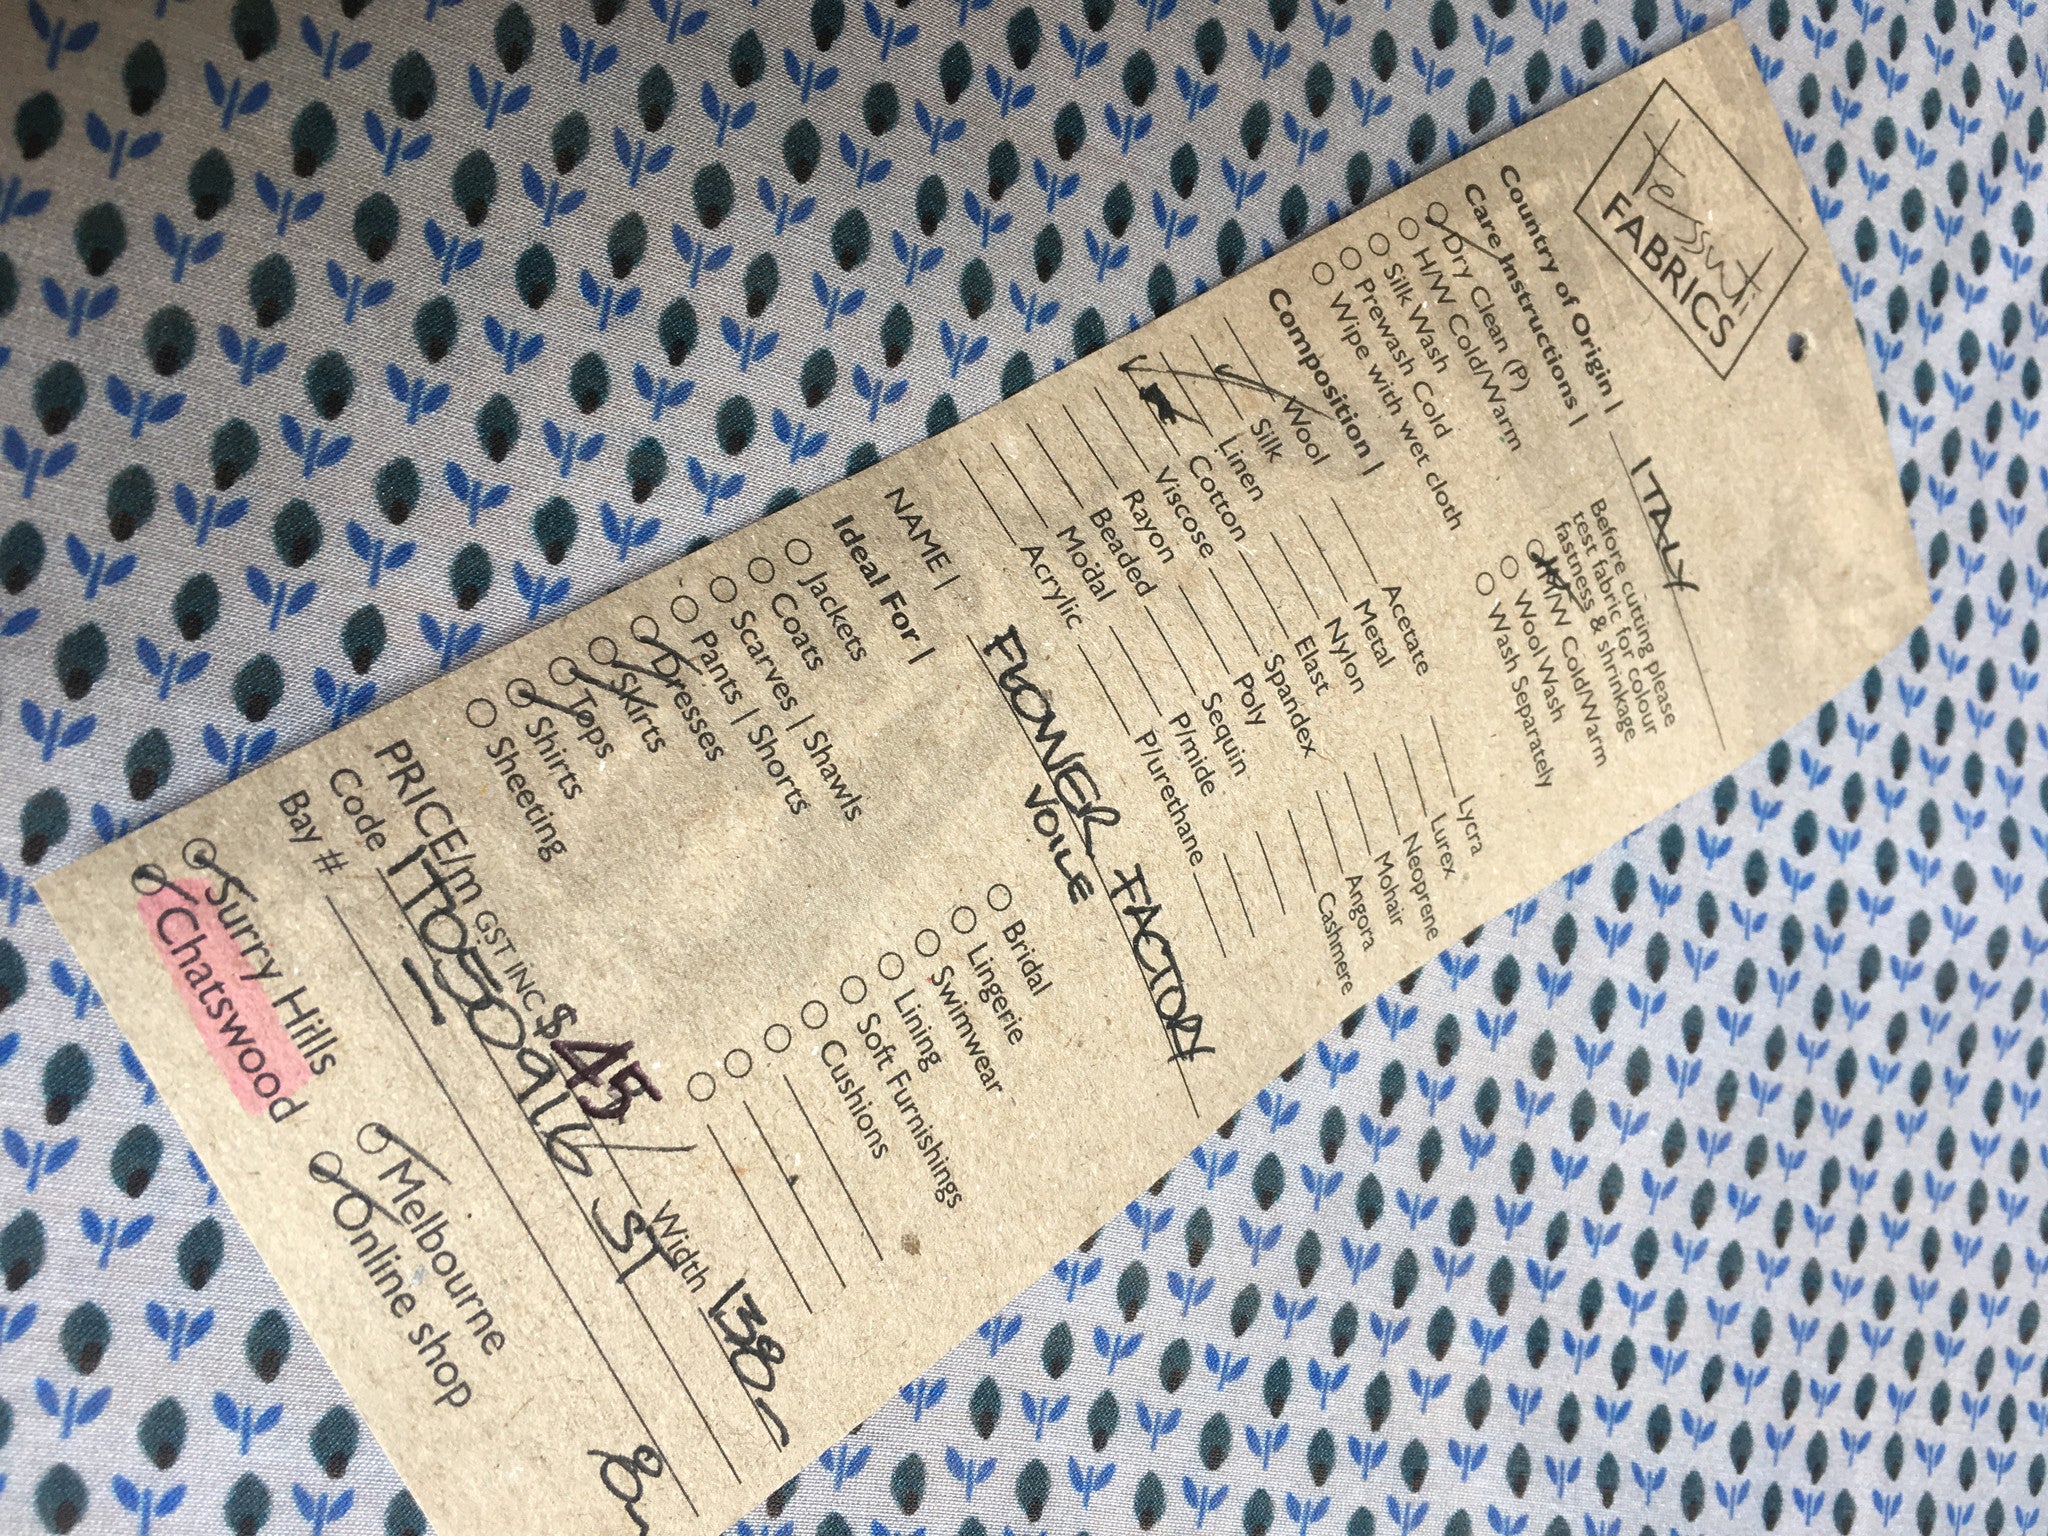 tessuti
FABRICS
Country of Origin | ITALY
Care Instructions |
Before cutting please
test fabric for colour
fastness & shrinkage
Dry Clean (P)
H/W Cold/Warm
Silk Wash
Prewash Cold
Wipe with wet cloth
M/W Cold/Warm
Wool Wash
Wash Separately
Composition |
Wool
Silk
Linen
Cotton
Viscose
Rayon
Beaded
Modal
Acrylic
Acetate
Metal
Nylon
Elast
Spandex
Poly
Sequin
P/mide
P/urethane
Lycra
Lurex
Neoprene
Mohair
Angora
Cashmere
NAME | FLOWER FACTORY
VOILE
Ideal For |
Jackets
Coats
Scarves | Shawls
Pants | Shorts
Dresses
Skirts
Tops
Shirts
Sheeting
Bridal
Lingerie
Swimwear
Lining
Soft Furnishings
Cushions
PRICE/m GST INC $45/ Width 138-
Code IT050916 ST
Bay #
Surry Hills
Chatswood
Melbourne
Online shop